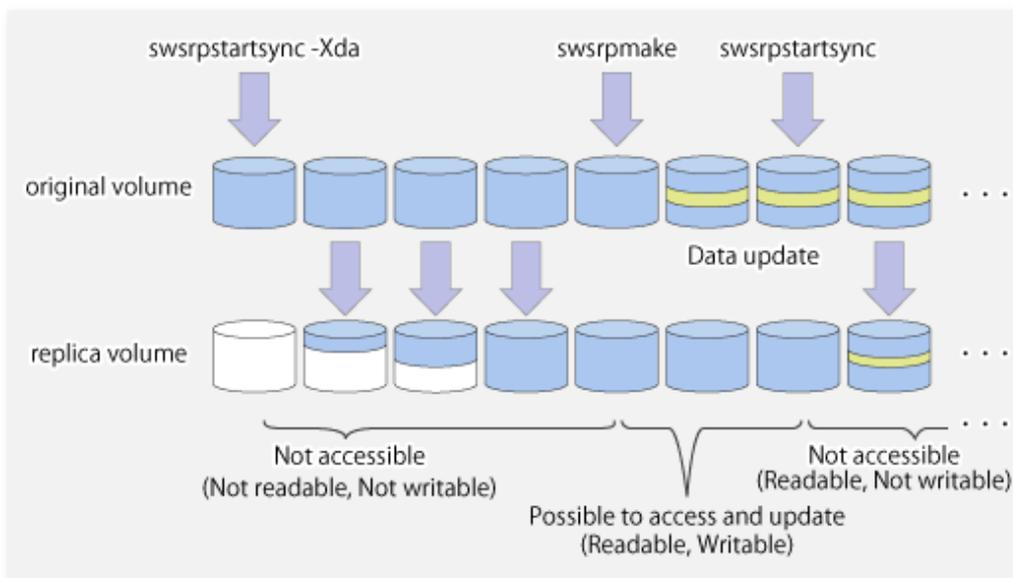 swsrpstartsync -Xda
swsrpmake
swsrpstartsync
original volume
. . .
Data update
replica volume
. . .
. . .
Not accessible
(Not readable, Not writable)
Not accessible
(Readable, Not writable)
Possible to access and update
(Readable, Writable)